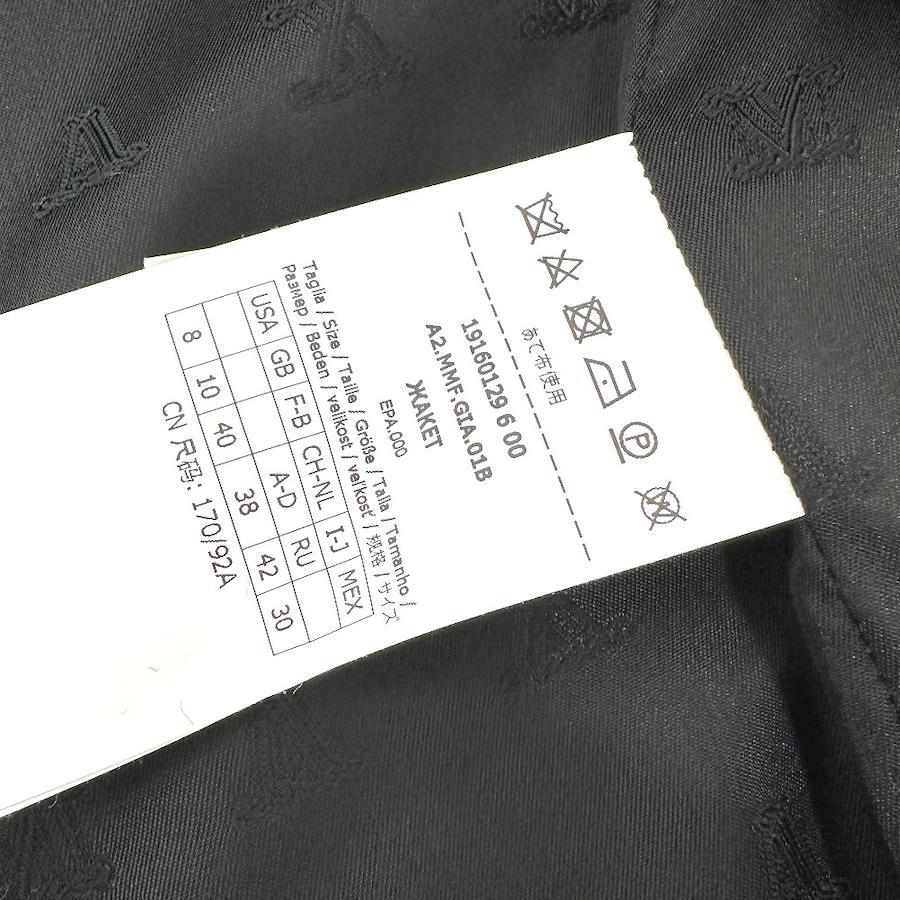 あて布使用
19160129 6 00
A2.MMF.GIA.01B
ЖАКЕТ
EPA.000
Taglia / Size / Taille / Größe / Talla / Tamanho /
Размер / Beden / velikost / veľkosť / 规格 / サイズ
USA GB F-B CH-NL I-J MEX
A-D RU
8 10 40 38 42 30
CN 尺码: 170/92A